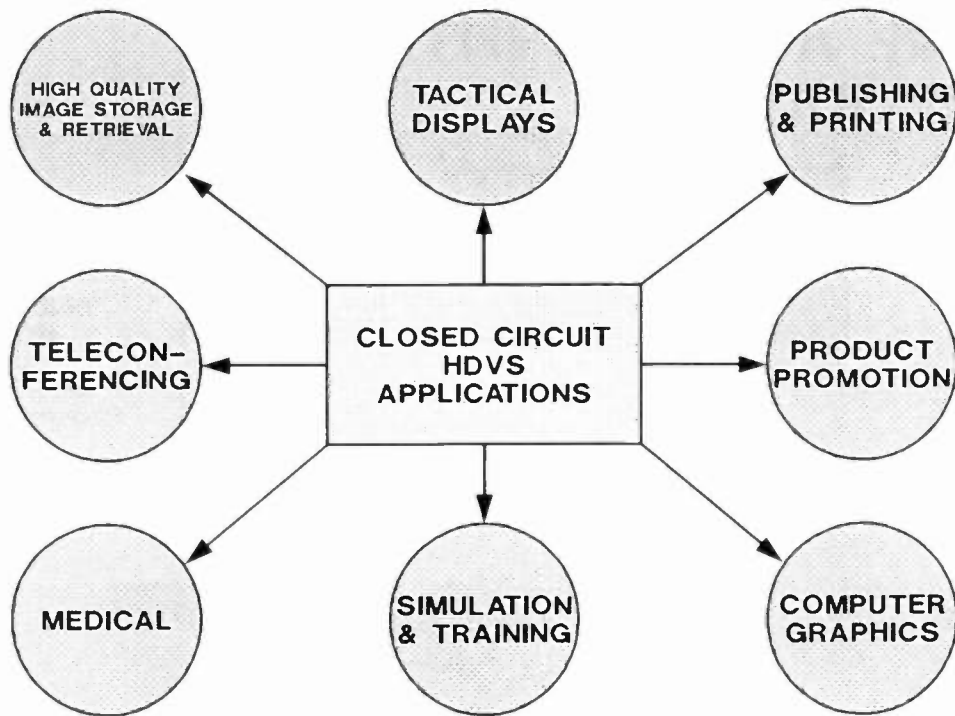 HIGH QUALITY
IMAGE STORAGE
& RETRIEVAL
TACTICAL
DISPLAYS
PUBLISHING
& PRINTING
TELECON-
FERENCING
CLOSED CIRCUIT
HDVS
APPLICATIONS
PRODUCT
PROMOTION
MEDICAL
SIMULATION
& TRAINING
COMPUTER
GRAPHICS